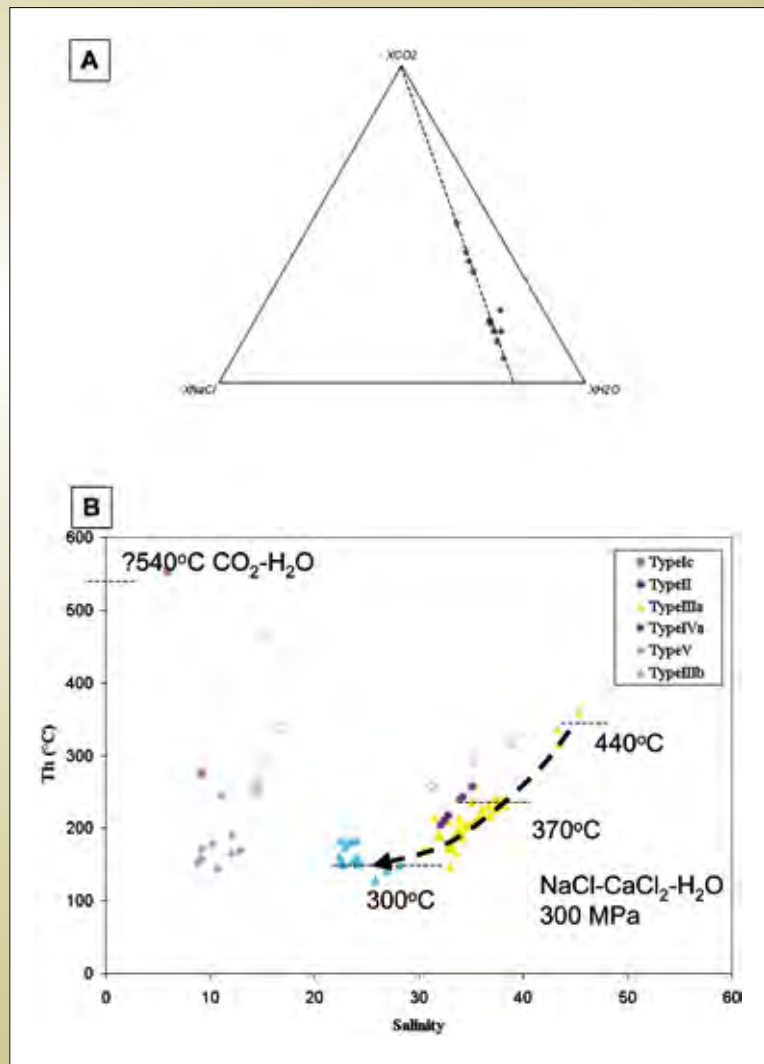 A
XCO2
XNaCl
XH2O
B
600
500
400
300
200
100
0
?540°C CO₂-H₂O
TypeIc
TypeII
TypeIIIa
TypeIVa
TypeV
TypeIIIb
440°C
370°C
300°C
NaCl-CaCl₂-H₂O
300 MPa
Th (°C)
0 10 20 30 40 50 60
Salinity